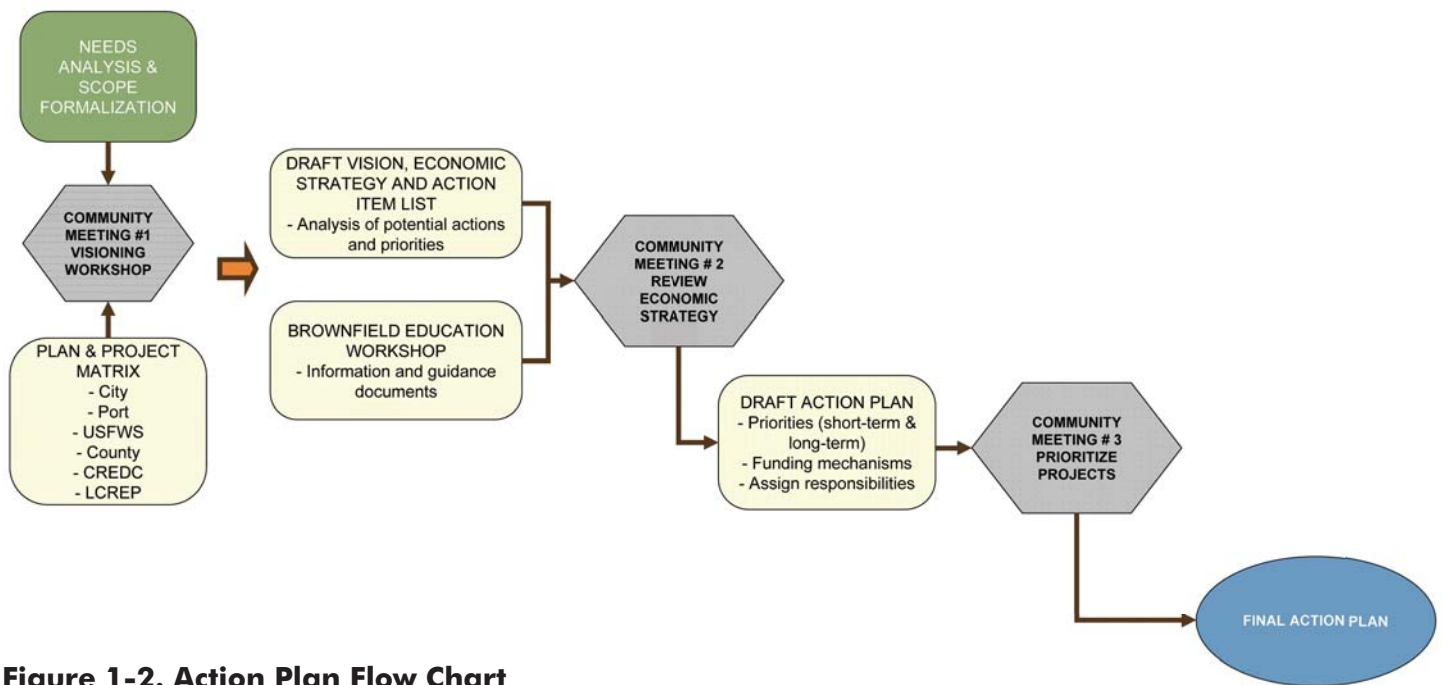 NEEDS
ANALYSIS &
SCOPE
FORMALIZATION
COMMUNITY
MEETING #1
VISIONING
WORKSHOP
PLAN & PROJECT
MATRIX
- City
- Port
- USFWS
- County
- CREDC
- LCREP
DRAFT VISION, ECONOMIC
STRATEGY AND ACTION
ITEM LIST
- Analysis of potential actions
and priorities
BROWNFIELD EDUCATION
WORKSHOP
- Information and guidance
documents
COMMUNITY
MEETING # 2
REVIEW
ECONOMIC
STRATEGY
DRAFT ACTION PLAN
- Priorities (short-term &
long-term)
- Funding mechanisms
- Assign responsibilities
COMMUNITY
MEETING # 3
PRIORITIZE
PROJECTS
FINAL ACTION PLAN
Figure 1-2. Action Plan Flow Chart